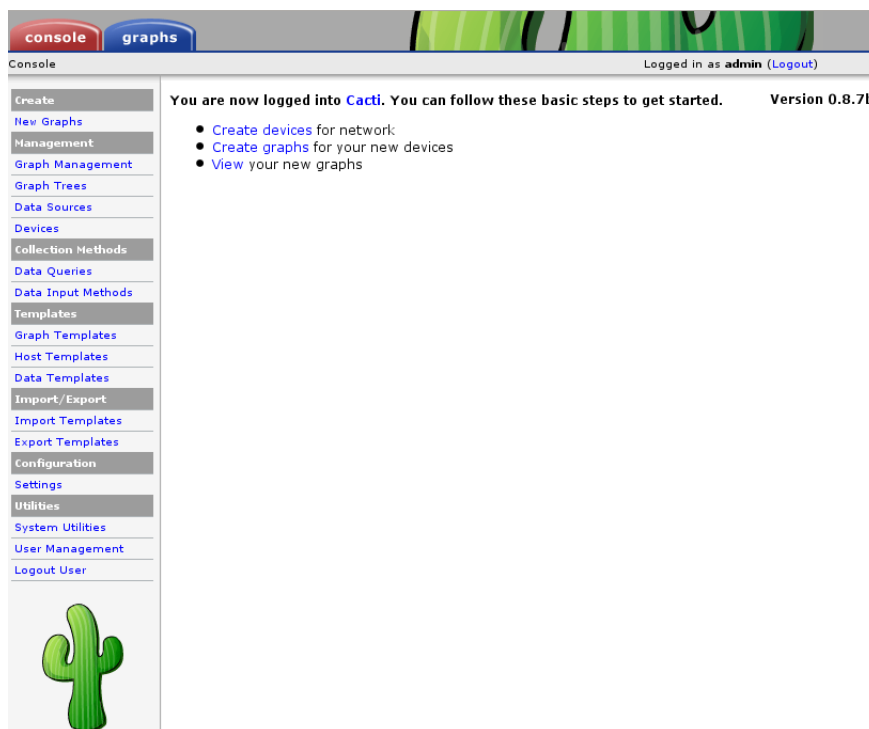 console graphs
Console Logged in as admin (Logout)
Create
New Graphs
Management
Graph Management
Graph Trees
Data Sources
Devices
Collection Methods
Data Queries
Data Input Methods
Templates
Graph Templates
Host Templates
Data Templates
Import/Export
Import Templates
Export Templates
Configuration
Settings
Utilities
System Utilities
User Management
Logout User
You are now logged into Cacti. You can follow these basic steps to get started. Version 0.8.7b
Create devices for network
Create graphs for your new devices
View your new graphs